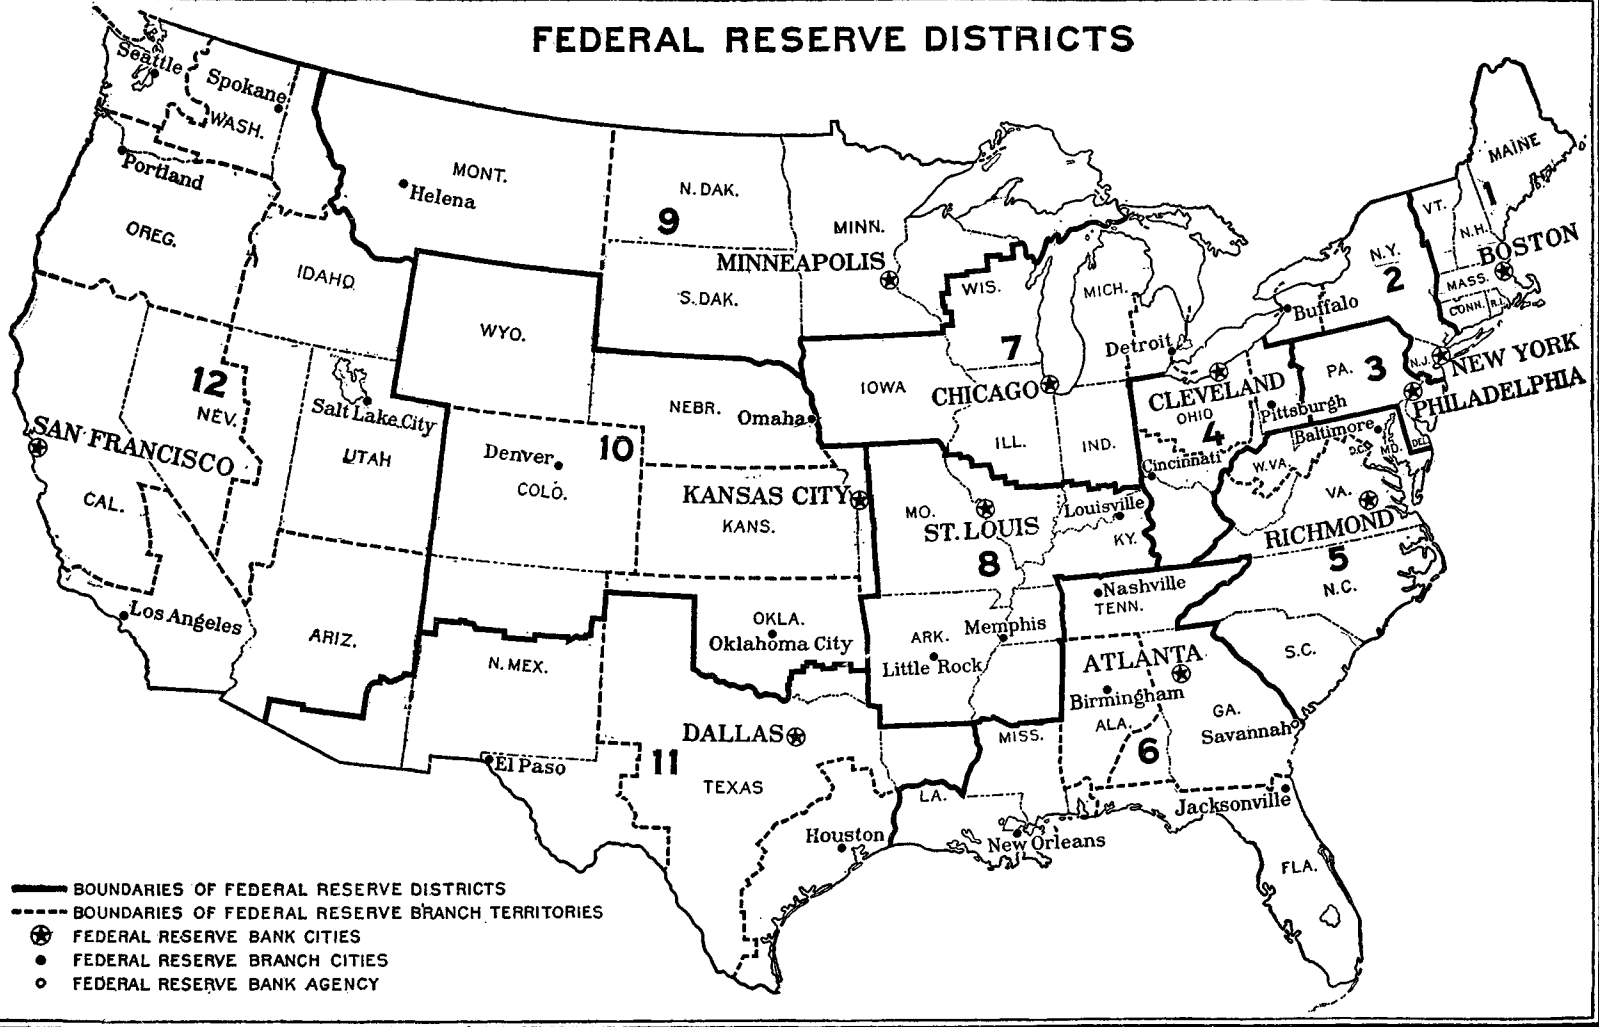 FEDERAL RESERVE DISTRICTS
Seattle
Spokane
WASH.
Portland
OREG.
MONT.
Helena
IDAHO
WYO.
N. DAK.
9
S. DAK.
MINN.
MINNEAPOLIS
WIS.
MICH.
7
Detroit
IOWA
CHICAGO
ILL.
IND.
MAINE
1
VT.
N.H.
BOSTON
MASS.
CONN.
R.I.
N.Y.
2
Buffalo
NEW YORK
N.J.
PA.
3
PHILADELPHIA
CLEVELAND
OHIO
4
Pittsburgh
Cincinnati
Baltimore
D.C.
MD.
DEL.
W.VA.
VA.
RICHMOND
5
N.C.
S.C.
12
NEV.
SAN FRANCISCO
CAL.
Los Angeles
Salt Lake City
UTAH
ARIZ.
Denver
COLO.
10
NEBR.
Omaha
KANSAS CITY
KANS.
OKLA.
Oklahoma City
MO.
ST. LOUIS
8
Louisville
KY.
ARK.
Memphis
Little Rock
Nashville
TENN.
ATLANTA
Birmingham
ALA.
6
GA.
Savannah
Jacksonville
FLA.
MISS.
LA.
New Orleans
N. MEX.
El Paso
DALLAS
11
TEXAS
Houston
BOUNDARIES OF FEDERAL RESERVE DISTRICTS
BOUNDARIES OF FEDERAL RESERVE BRANCH TERRITORIES
FEDERAL RESERVE BANK CITIES
FEDERAL RESERVE BRANCH CITIES
FEDERAL RESERVE BANK AGENCY